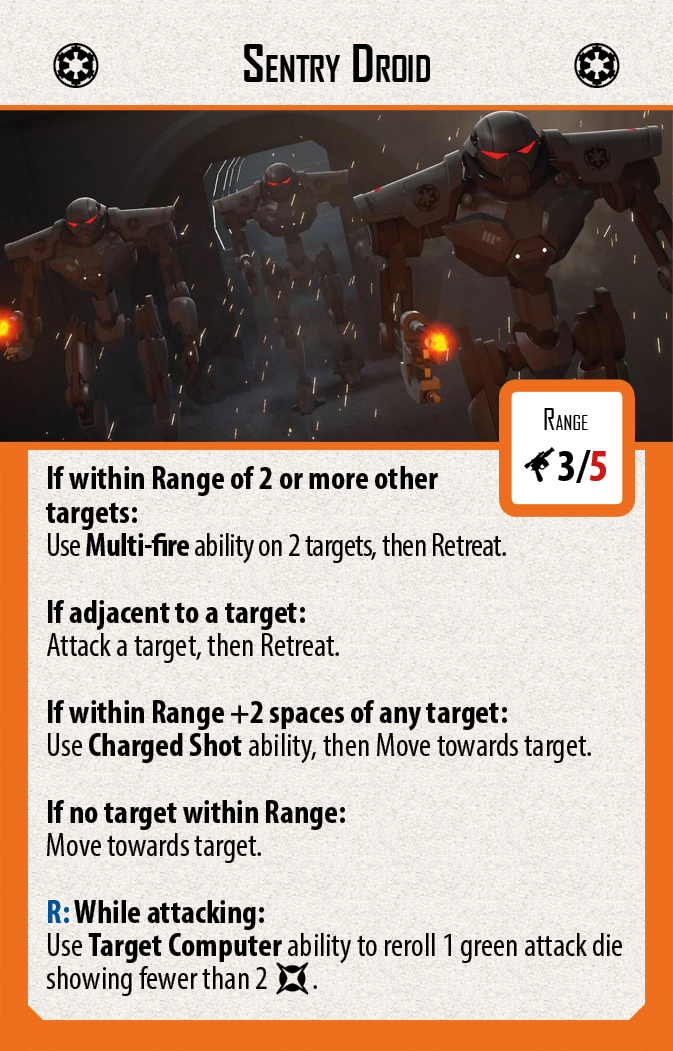 Sentry Droid
Range
3/5
If within Range of 2 or more other
targets:
Use Multi-fire ability on 2 targets, then Retreat.
If adjacent to a target:
Attack a target, then Retreat.
If within Range +2 spaces of any target:
Use Charged Shot ability, then Move towards target.
If no target within Range:
Move towards target.
R: While attacking:
Use Target Computer ability to reroll 1 green attack die
showing fewer than 2 .